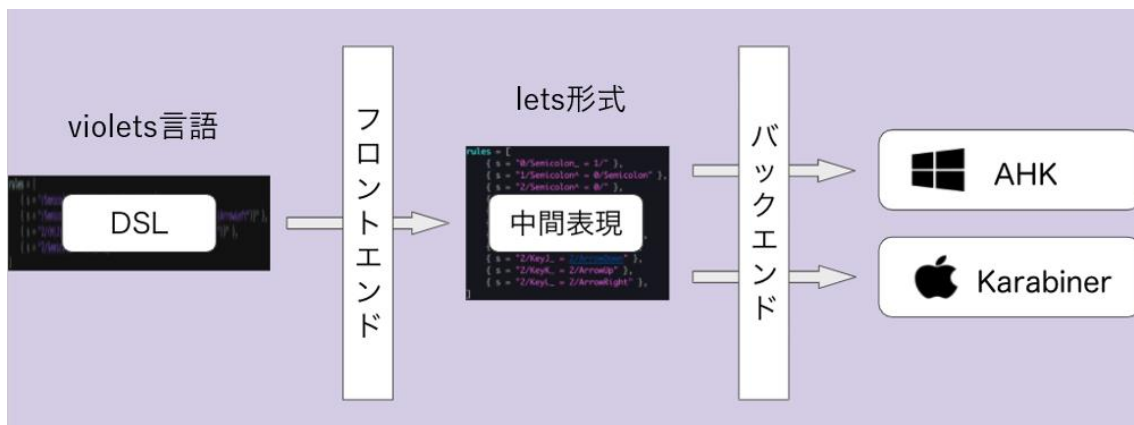 violets言語
DSL
フロントエンド
lets形式
rules = [
{ s = "0/Semicolon_ = 1/" },
{ s = "1/Semicolon^ = 0/Semicolon" },
{ s = "2/Semicolon^ = 0/" },
中間表現
{ s = "2/KeyJ_ = 2/ArrowDown" },
{ s = "2/KeyK_ = 2/ArrowUp" },
{ s = "2/KeyL_ = 2/ArrowRight" },
]
バックエンド
AHK
Karabiner